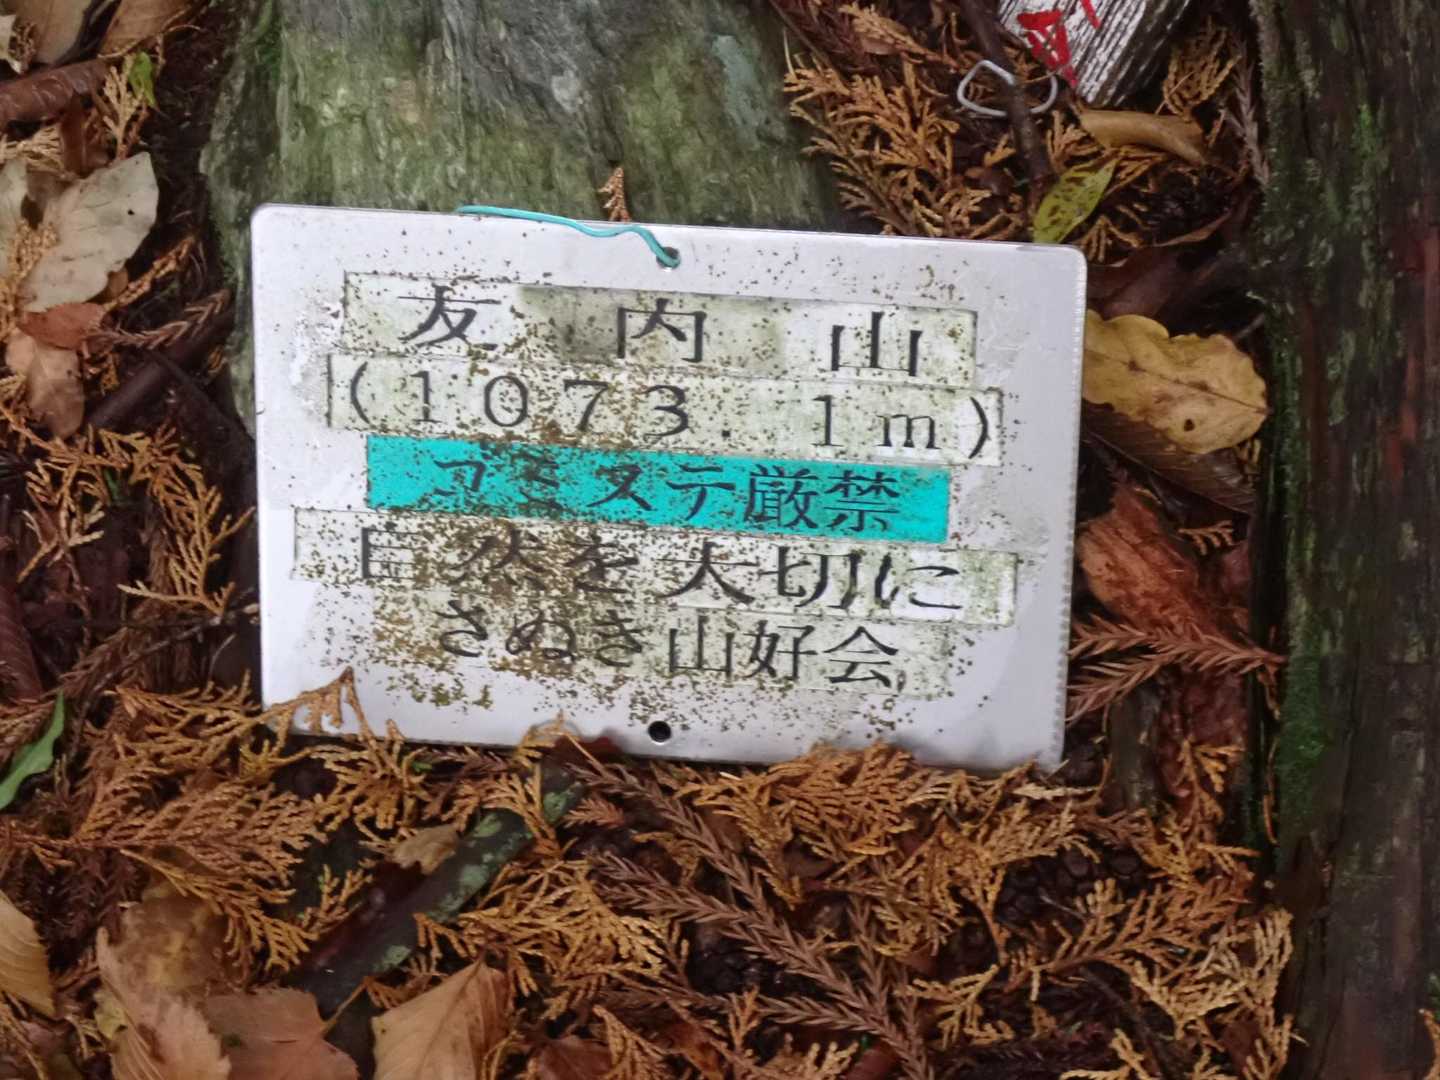 友内山
(1073.1m)
ゴミステ厳禁
自然を大切に
さぬき山好会